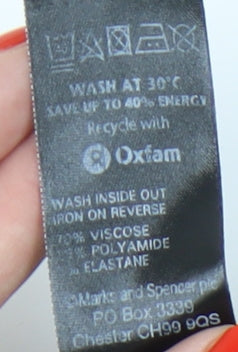 WASH AT 30°C
SAVE UP TO 40% ENERGY
Recycle with
Oxfam
WASH INSIDE OUT
IRON ON REVERSE
VISCOSE
POLYAMIDE
ELASTANE
Marks and Spencer plc
PO Box 3339
Chester CH99 9QS